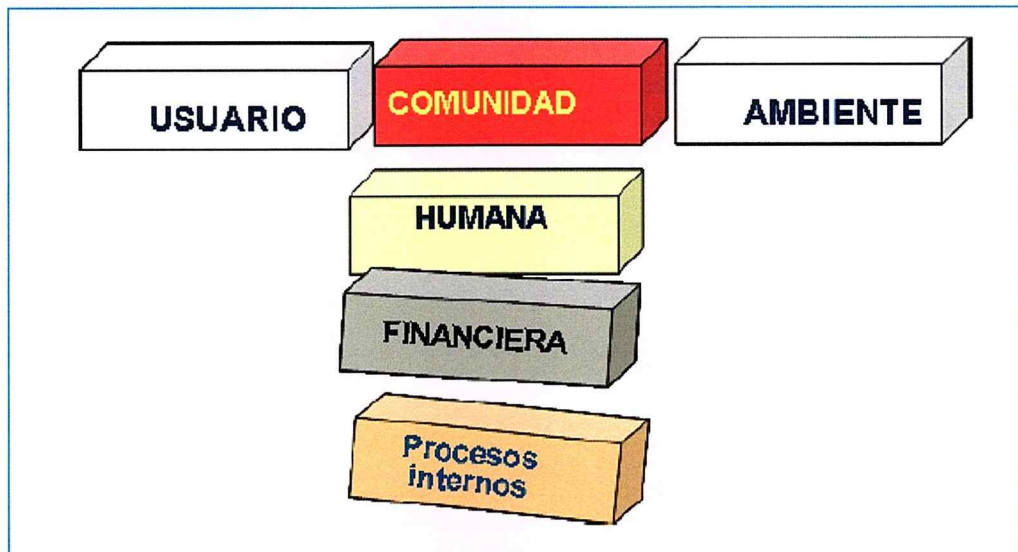 USUARIO
COMUNIDAD
AMBIENTE
HUMANA
FINANCIERA
Procesos
internos